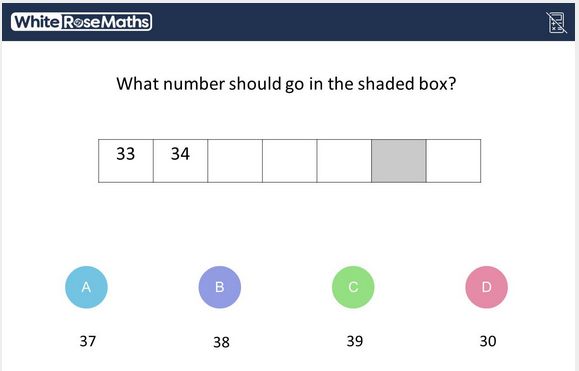 White Rose Maths
What number should go in the shaded box?
33 34
A B C D
37 38 39 30